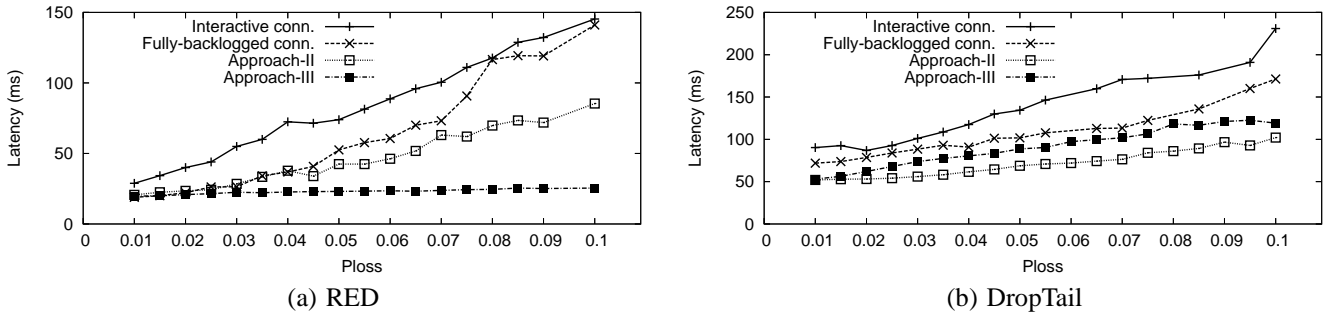 150
100
50
0
Latency (ms)
Interactive conn.
Fully-backlogged conn.
Approach-II
Approach-III
0 0.01 0.02 0.03 0.04 0.05 0.06 0.07 0.08 0.09 0.1
Ploss
(a) RED
250
200
150
100
50
0
Latency (ms)
Interactive conn.
Fully-backlogged conn.
Approach-II
Approach-III
0 0.01 0.02 0.03 0.04 0.05 0.06 0.07 0.08 0.09 0.1
Ploss
(b) DropTail